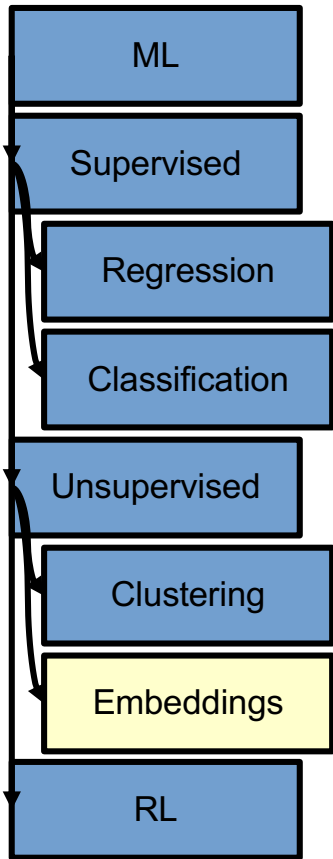 ML
Supervised
Regression
Classification
Unsupervised
Clustering
Embeddings
RL